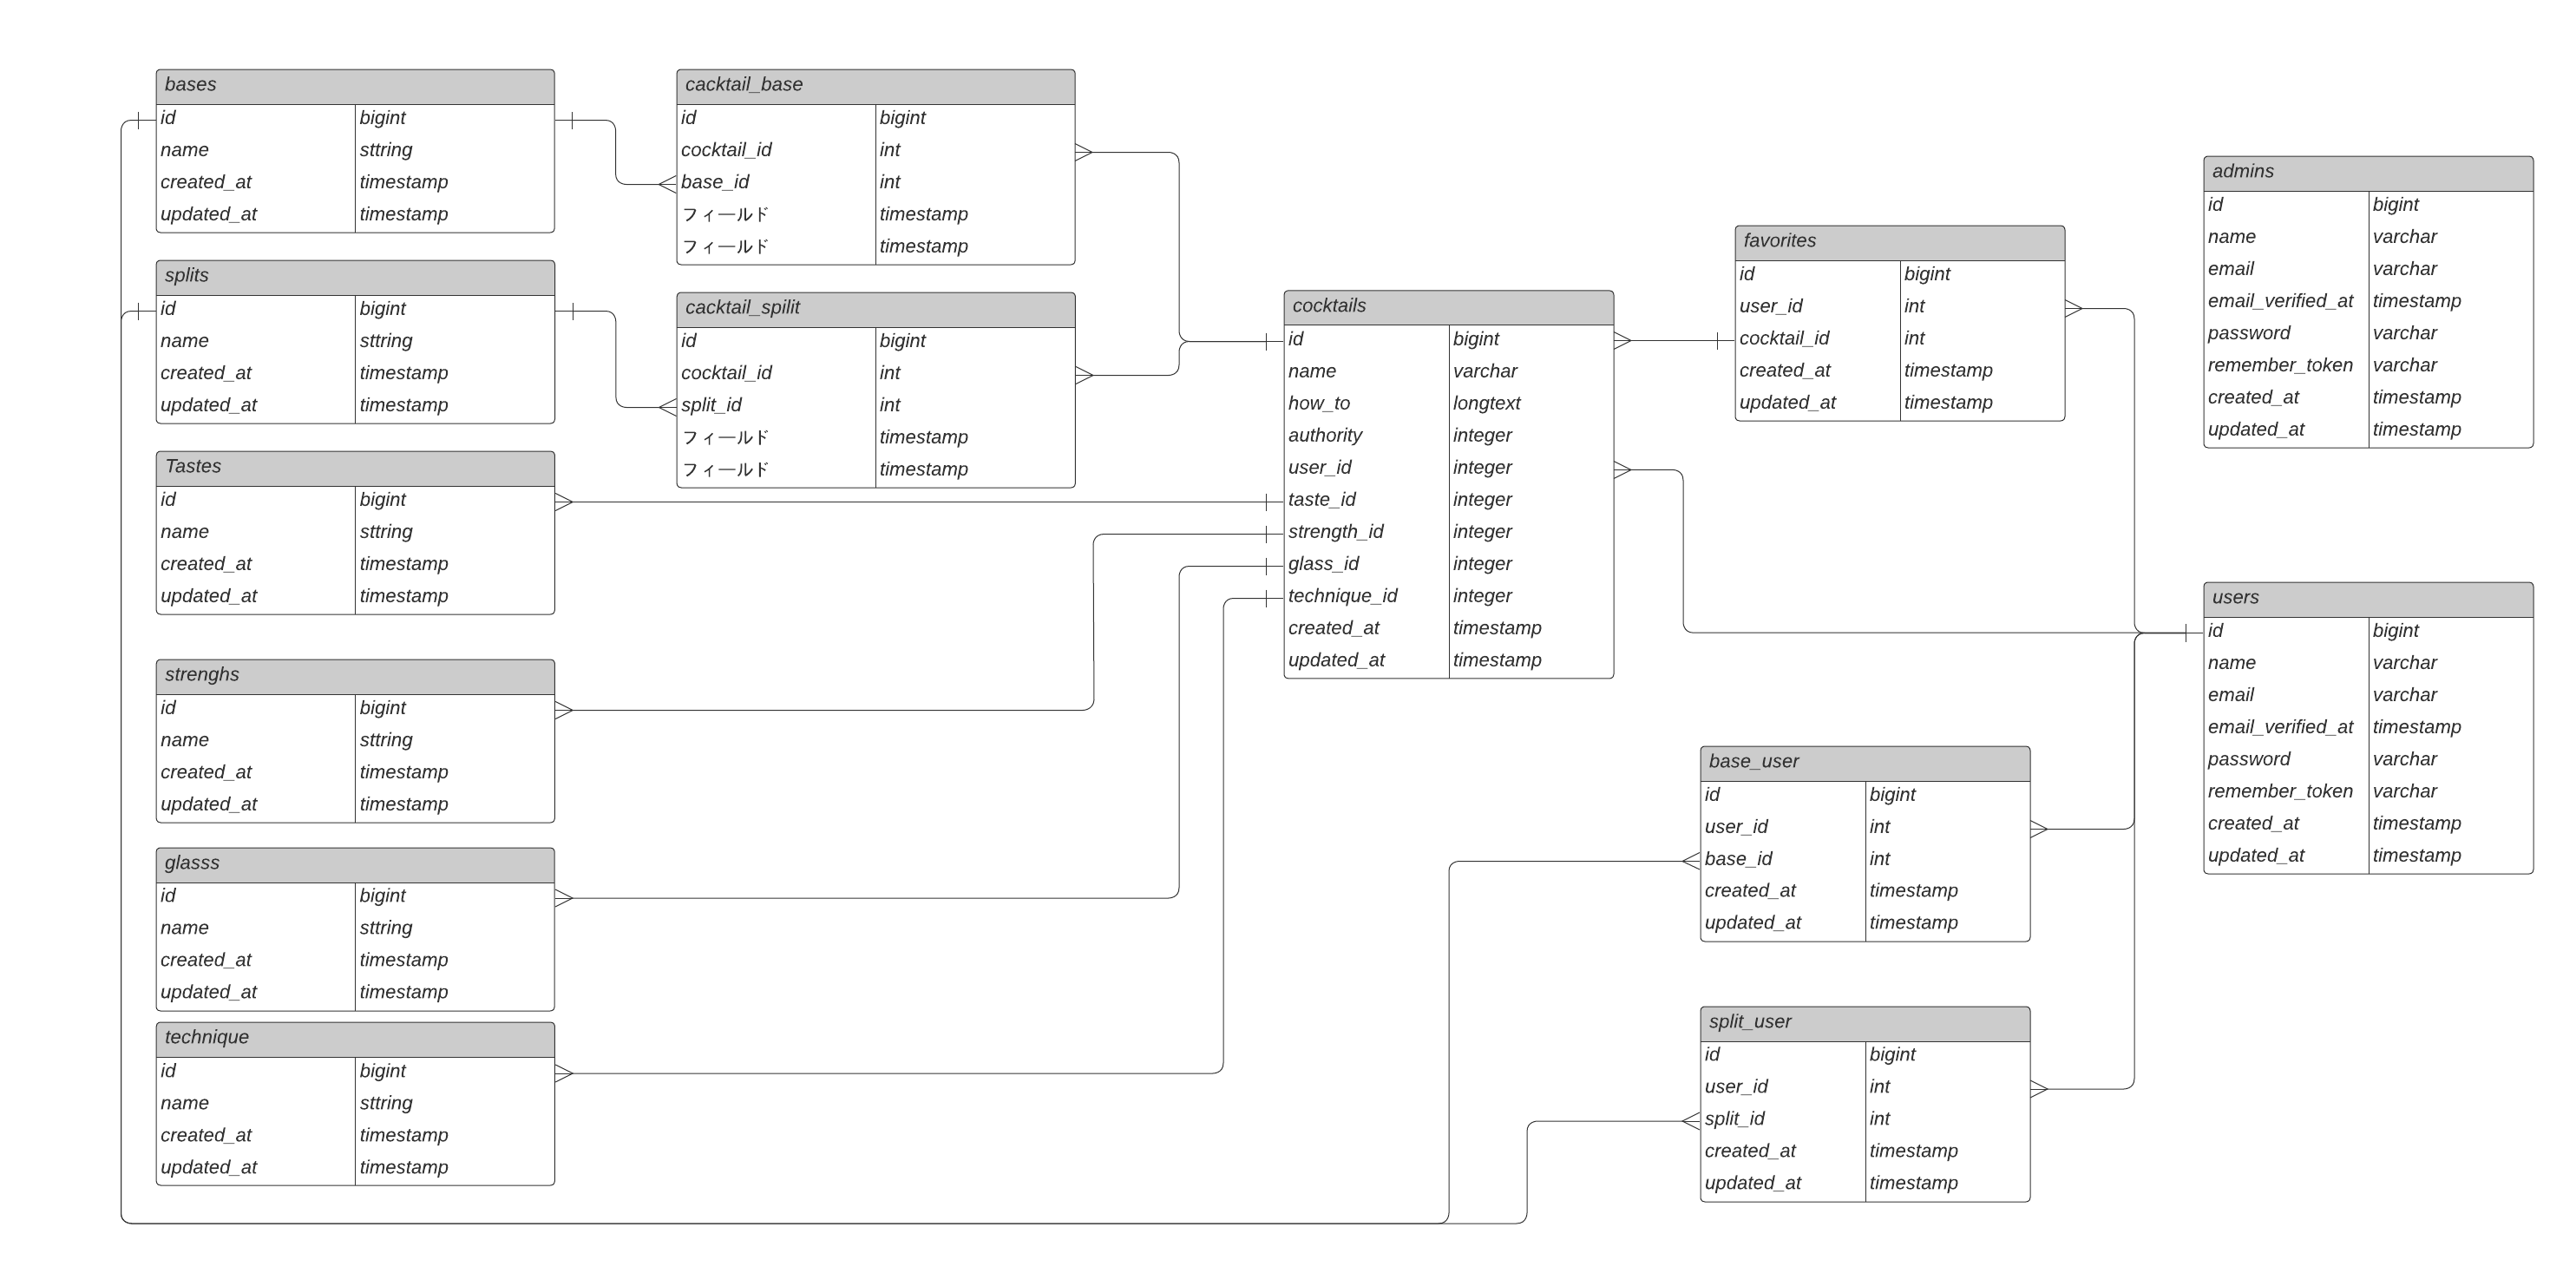 bases
id bigint
name sttring
created_at timestamp
updated_at timestamp
splits
id bigint
name sttring
created_at timestamp
updated_at timestamp
Tastes
id bigint
name sttring
created_at timestamp
updated_at timestamp
strenghs
id bigint
name sttring
created_at timestamp
updated_at timestamp
glasss
id bigint
name sttring
created_at timestamp
updated_at timestamp
technique
id bigint
name sttring
created_at timestamp
updated_at timestamp
cacktail_base
id bigint
cocktail_id int
base_id int
フィールド timestamp
フィールド timestamp
cacktail_spilit
id bigint
cocktail_id int
split_id int
フィールド timestamp
フィールド timestamp
cocktails
id bigint
name varchar
how_to longtext
authority integer
user_id integer
taste_id integer
strength_id integer
glass_id integer
technique_id integer
created_at timestamp
updated_at timestamp
favorites
id bigint
user_id int
cocktail_id int
created_at timestamp
updated_at timestamp
base_user
id bigint
user_id int
base_id int
created_at timestamp
updated_at timestamp
split_user
id bigint
user_id int
split_id int
created_at timestamp
updated_at timestamp
admins
id bigint
name varchar
email varchar
email_verified_at timestamp
password varchar
remember_token varchar
created_at timestamp
updated_at timestamp
users
id bigint
name varchar
email varchar
email_verified_at timestamp
password varchar
remember_token varchar
created_at timestamp
updated_at timestamp